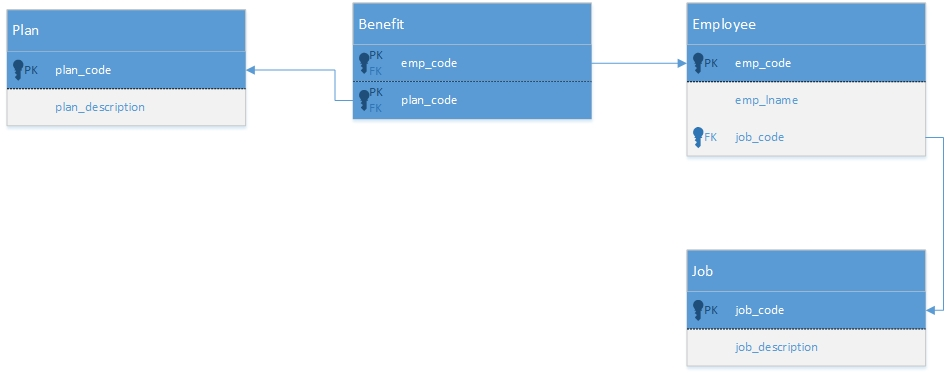 Plan
PK plan_code
plan_description
Benefit
PK
FK emp_code
PK
FK plan_code
Employee
PK emp_code
emp_lname
FK job_code
Job
PK job_code
job_description